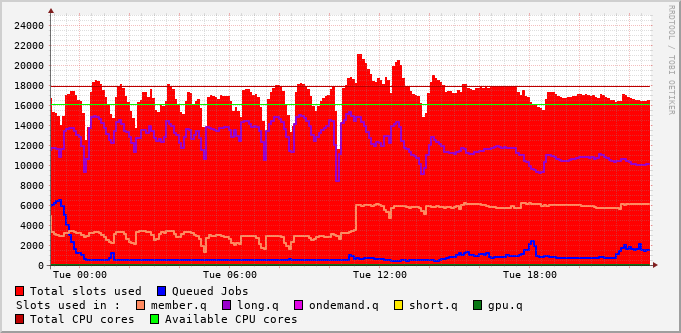 RRDTOOL / TOBI OETIKER
24000
22000
20000
18000
16000
14000
12000
10000
8000
6000
4000
2000
0
Tue 00:00 Tue 06:00 Tue 12:00 Tue 18:00
Total slots used Queued Jobs
Slots used in : member.q long.q ondemand.q short.q gpu.q
Total CPU cores Available CPU cores